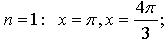 n = 1: x = π, x = 4π/3;